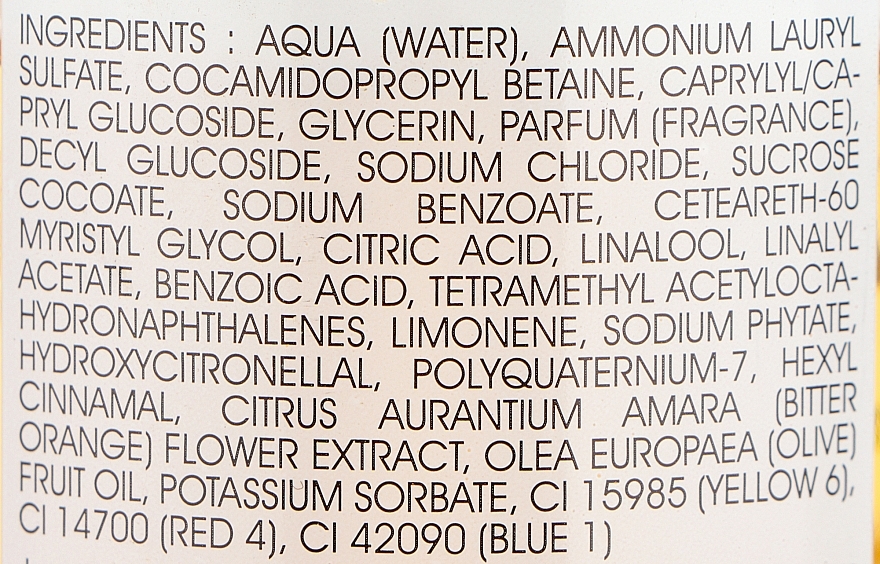 INGREDIENTS : AQUA (WATER), AMMONIUM LAURYL
SULFATE, COCAMIDOPROPYL BETAINE, CAPRYLYL/CA-
PRYL GLUCOSIDE, GLYCERIN, PARFUM (FRAGRANCE),
DECYL GLUCOSIDE, SODIUM CHLORIDE, SUCROSE
COCOATE, SODIUM BENZOATE, CETEARETH-60
MYRISTYL GLYCOL, CITRIC ACID, LINALOOL, LINALYL
ACETATE, BENZOIC ACID, TETRAMETHYL ACETYLOCTA-
HYDRONAPHTHALENES, LIMONENE, SODIUM PHYTATE,
HYDROXYCITRONELLAL, POLYQUATERNIUM-7, HEXYL
CINNAMAL, CITRUS AURANTIUM AMARA (BITTER
ORANGE) FLOWER EXTRACT, OLEA EUROPAEA (OLIVE)
FRUIT OIL, POTASSIUM SORBATE, CI 15985 (YELLOW 6),
CI 14700 (RED 4), CI 42090 (BLUE 1)